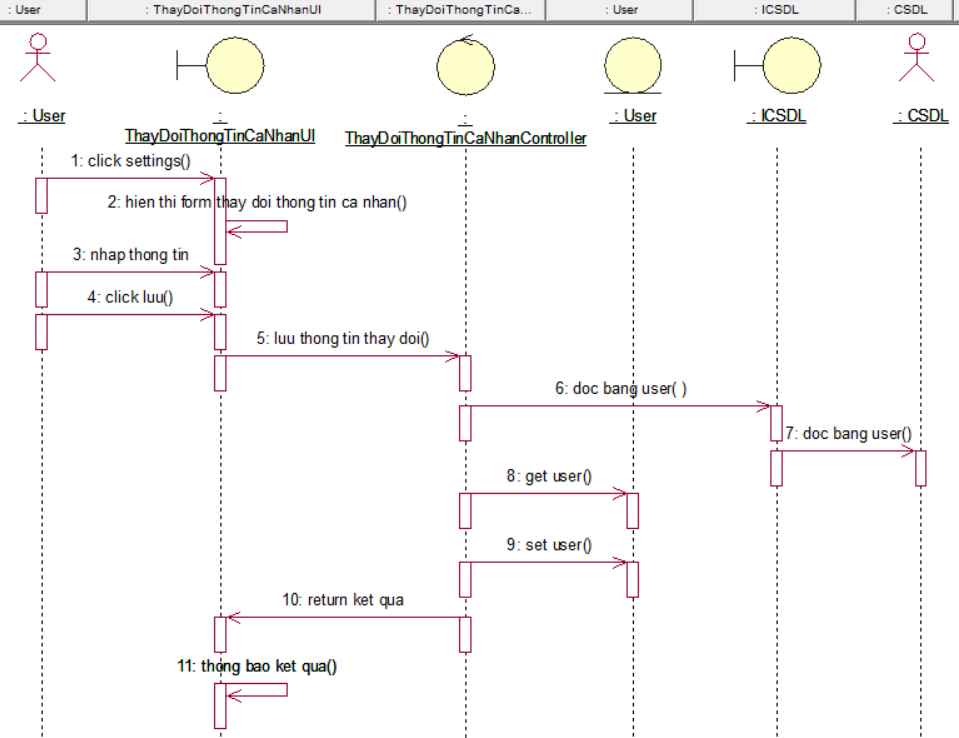 : User
: ThayDoiThongTinCaNhanUI
: ThayDoiThongTinCa...
: User
: ICSDL
: CSDL
: User
:
ThayDoiThongTinCaNhanUI
:
ThayDoiThongTinCaNhanController
: User
: ICSDL
: CSDL
1: click settings()
2: hien thi form thay doi thong tin ca nhan()
3: nhap thong tin
4: click luu()
5: luu thong tin thay doi()
6: doc bang user( )
7: doc bang user()
8: get user()
9: set user()
10: return ket qua
11: thong bao ket qua()